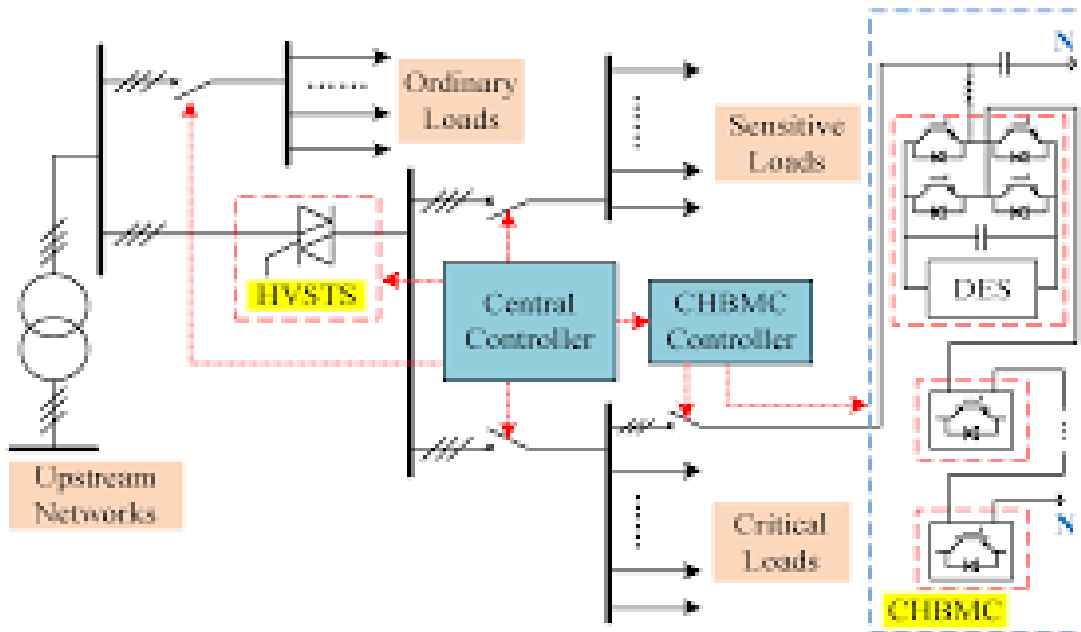 Ordinary
Loads
Sensitive
Loads
N
DES
HVSTS
Central
Controller
CHBMC
Controller
Upstream
Networks
Critical
Loads
N
CHBMC